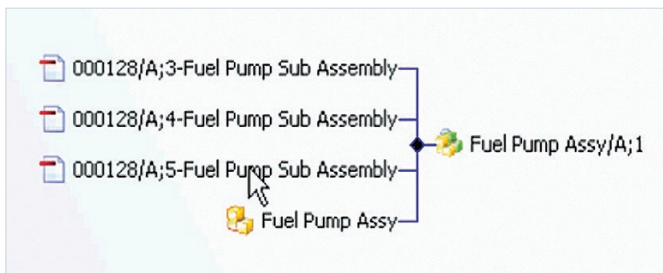 000128/A;3-Fuel Pump Sub Assembly
000128/A;4-Fuel Pump Sub Assembly
Fuel Pump Assy/A;1
000128/A;5-Fuel Pump Sub Assembly
Fuel Pump Assy